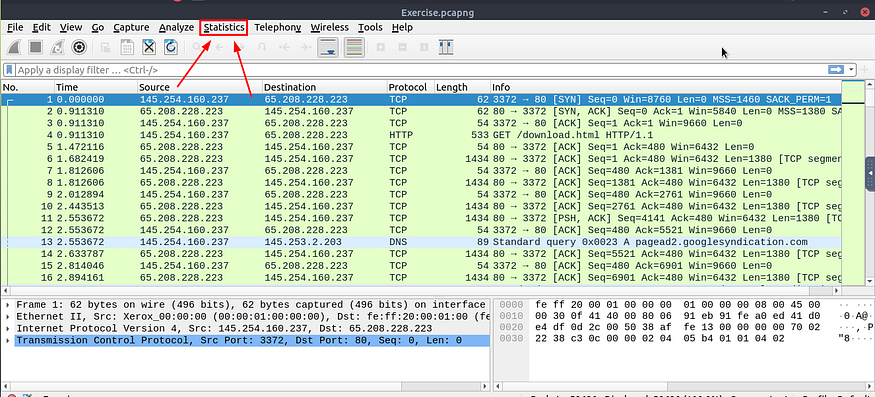 Exercise.pcapng
File Edit View Go Capture Analyze Statistics Telephony Wireless Tools Help
Apply a display filter ... <Ctrl-/>
No. Time Source Destination Protocol Length Info
1 0.000000 145.254.160.237 65.208.228.223 TCP 62 3372 → 80 [SYN] Seq=0 Win=8760 Len=0 MSS=1460 SACK_PERM=1
2 0.911310 65.208.228.223 145.254.160.237 TCP 62 80 → 3372 [SYN, ACK] Seq=0 Ack=1 Win=5840 Len=0 MSS=1380 SA
3 0.911310 145.254.160.237 65.208.228.223 TCP 54 3372 → 80 [ACK] Seq=1 Ack=1 Win=9660 Len=0
4 0.911310 145.254.160.237 65.208.228.223 HTTP 533 GET /download.html HTTP/1.1
5 1.472116 65.208.228.223 145.254.160.237 TCP 54 80 → 3372 [ACK] Seq=1 Ack=480 Win=6432 Len=0
6 1.682419 65.208.228.223 145.254.160.237 TCP 1434 80 → 3372 [ACK] Seq=1 Ack=480 Win=6432 Len=1380 [TCP segmen
7 1.812606 145.254.160.237 65.208.228.223 TCP 54 3372 → 80 [ACK] Seq=480 Ack=1381 Win=9660 Len=0
8 1.812606 65.208.228.223 145.254.160.237 TCP 1434 80 → 3372 [ACK] Seq=1381 Ack=480 Win=6432 Len=1380 [TCP seg
9 2.012894 145.254.160.237 65.208.228.223 TCP 54 3372 → 80 [ACK] Seq=480 Ack=2761 Win=9660 Len=0
10 2.443513 65.208.228.223 145.254.160.237 TCP 1434 80 → 3372 [ACK] Seq=2761 Ack=480 Win=6432 Len=1380 [TCP seg
11 2.553672 65.208.228.223 145.254.160.237 TCP 1434 80 → 3372 [PSH, ACK] Seq=4141 Ack=480 Win=6432 Len=1380 [TC
12 2.553672 145.254.160.237 65.208.228.223 TCP 54 3372 → 80 [ACK] Seq=480 Ack=5521 Win=9660 Len=0
13 2.553672 145.254.160.237 145.253.2.203 DNS 89 Standard query 0x0023 A pagead2.googlesyndication.com
14 2.633787 65.208.228.223 145.254.160.237 TCP 1434 80 → 3372 [ACK] Seq=5521 Ack=480 Win=6432 Len=1380 [TCP seg
15 2.814046 145.254.160.237 65.208.228.223 TCP 54 3372 → 80 [ACK] Seq=480 Ack=6901 Win=9660 Len=0
16 2.894161 65.208.228.223 145.254.160.237 TCP 1434 80 → 3372 [ACK] Seq=6901 Ack=480 Win=6432 Len=1380 [TCP seg
Frame 1: 62 bytes on wire (496 bits), 62 bytes captured (496 bits) on interface
Ethernet II, Src: Xerox_00:00:00 (00:00:01:00:00:00), Dst: fe:ff:20:00:01:00 (fe
Internet Protocol Version 4, Src: 145.254.160.237, Dst: 65.208.228.223
Transmission Control Protocol, Src Port: 3372, Dst Port: 80, Seq: 0, Len: 0
0000 fe ff 20 00 01 00 00 00 01 00 00 00 08 00 45 00
0010 00 30 0f 41 40 00 80 06 91 eb 91 fe a0 ed 41 d0 ·0·A@·
0020 e4 df 0d 2c 00 50 38 af fe 13 00 00 00 00 70 02 ···,·P
0030 22 38 c3 0c 00 00 02 04 05 b4 01 01 04 02 "8····